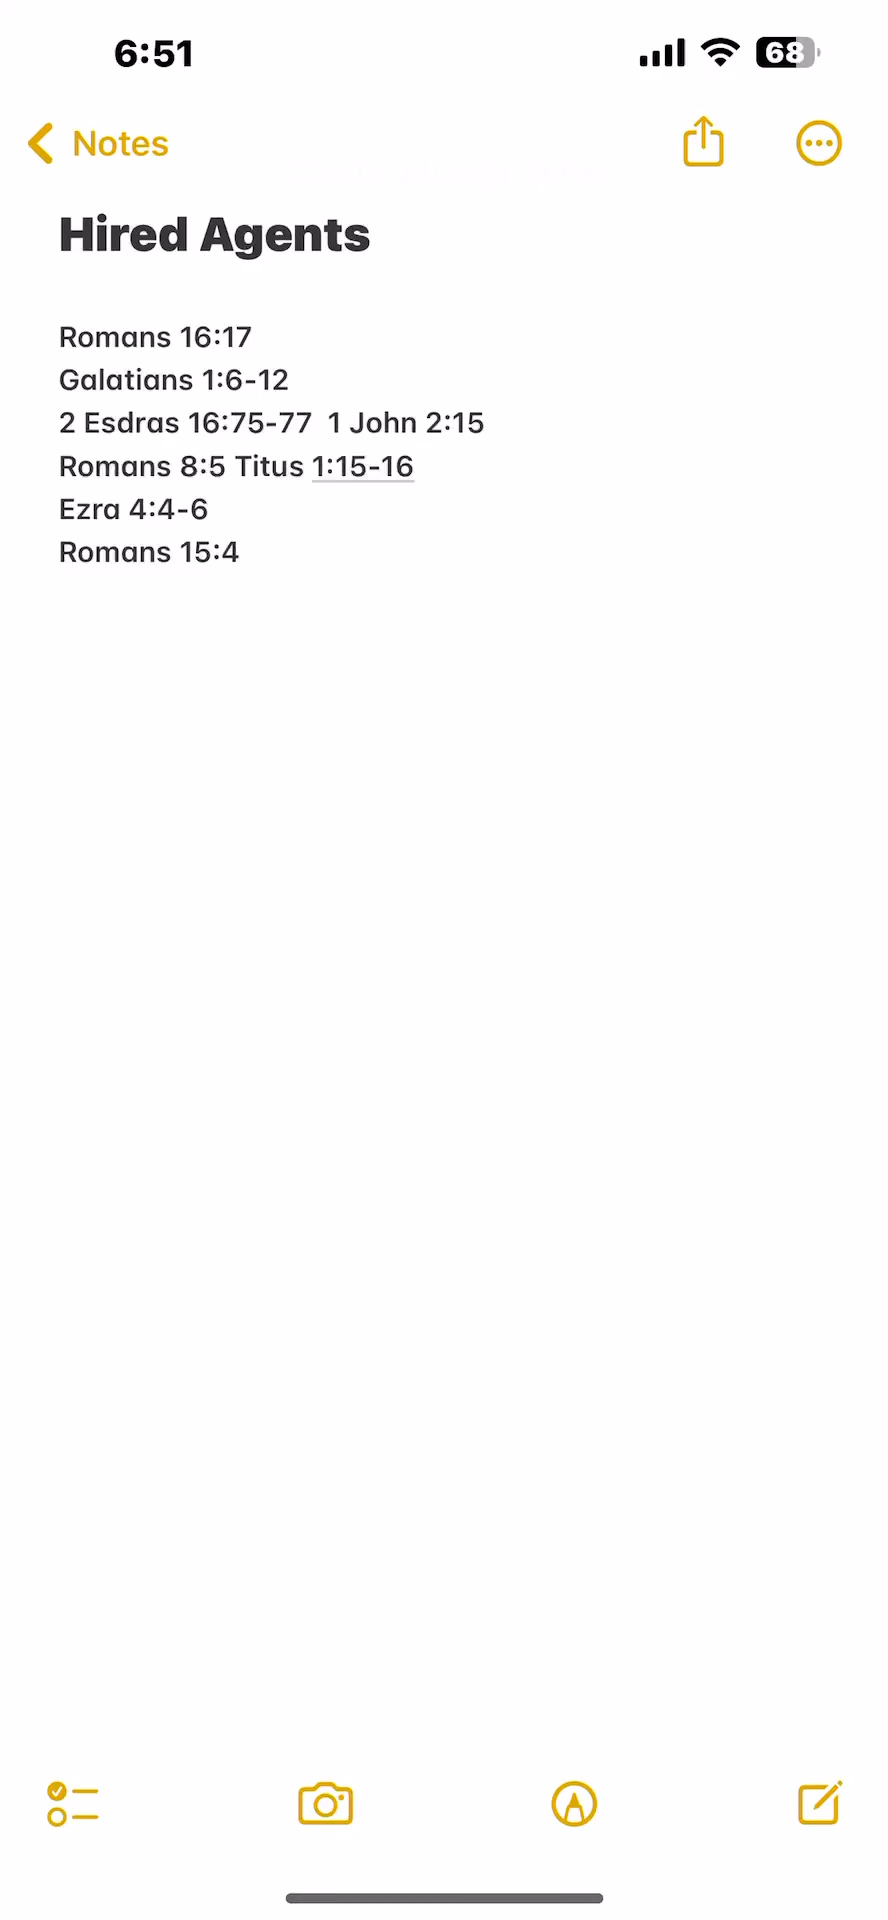 6:51
68
Notes
Hired Agents
Romans 16:17
Galatians 1:6-12
2 Esdras 16:75-77  1 John 2:15
Romans 8:5 Titus 1:15-16
Ezra 4:4-6
Romans 15:4